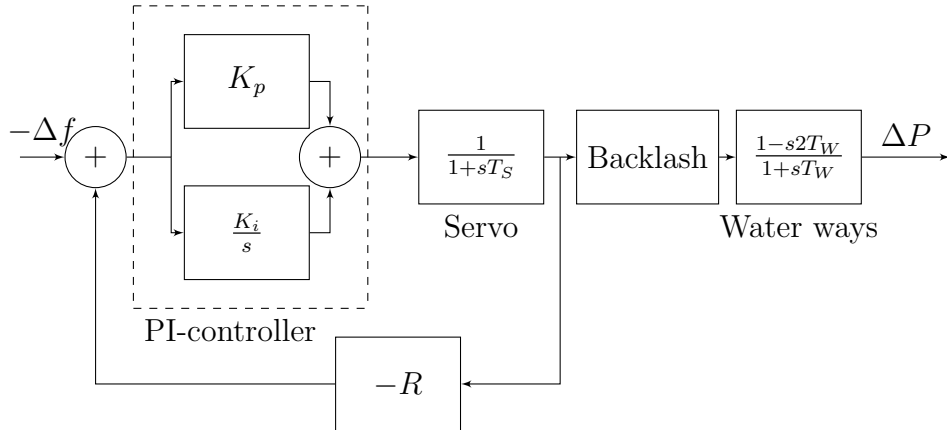 K_p
−Δf
+
+
1/(1+sT_S)
Backlash
(1−s2T_W)/(1+sT_W)
ΔP
K_i/s
Servo
Water ways
PI-controller
−R